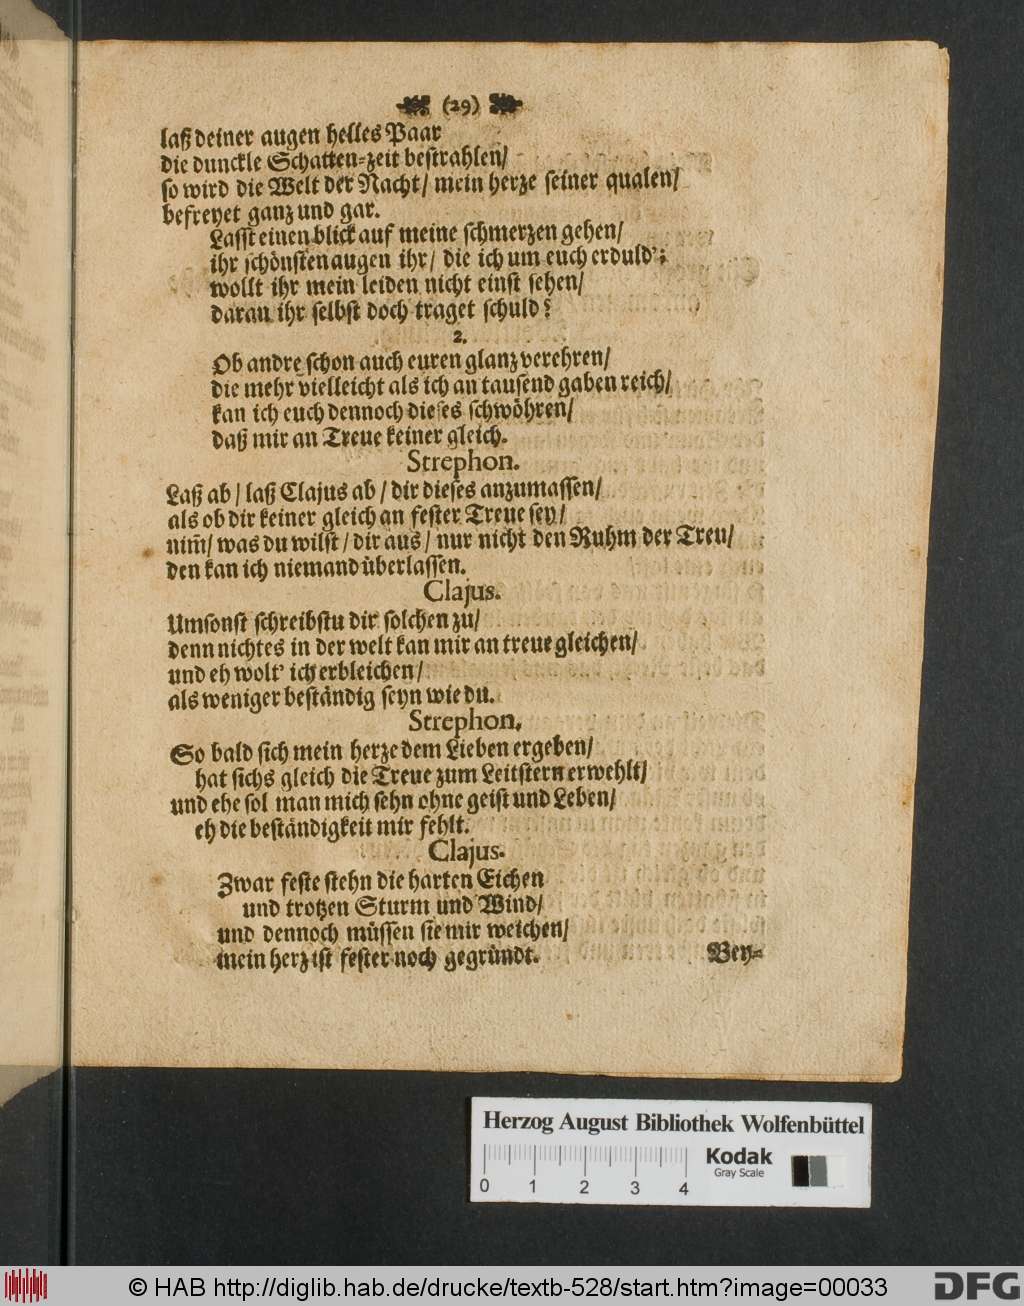 (29)
laß deiner augen helles Paar
die dunckle Schatten-zeit bestrahlen/
so wird die Welt der Nacht/ mein herze seiner qualen/
befreyet ganz und gar.
Lasst einen blick auf meine schmerzen gehen/
ihr schönsten augen ihr/ die ich um euch erduld';
wollt ihr mein leiden nicht einst sehen/
daran ihr selbst doch traget schuld?
2.
Ob andre schon auch euren glanz verehren/
die mehr vielleicht als ich an tausend gaben reich/
kan ich euch dennoch dieses schwöhren/
daß mir an Treue keiner gleich.
Strephon.
Laß ab/ laß Clajus ab/ dir dieses anzumassen/
als ob dir keiner gleich an fester Treue sey/
nim̃/ was du wilst/ dir aus/ nur nicht den Ruhm der Treu/
den kan ich niemand überlassen.
Clajus.
Umsonst schreibstu dir solchen zu/
denn nichtes in der welt kan mir an treue gleichen/
und eh wolt' ich erbleichen/
als weniger beständig seyn wie du.
Strephon.
So bald sich mein herze dem Lieben ergeben/
hat sichs gleich die Treue zum Leitstern erwehlt/
und ehe sol man mich sehn ohne geist und Leben/
eh die beständigkeit mir fehlt.
Clajus.
Zwar feste stehn die harten Eichen
und trotzen Sturm und Wind/
und dennoch müssen sie mir weichen/
mein herz ist fester noch gegründt.
Bey-
Herzog August Bibliothek Wolfenbüttel
Kodak
Gray Scale
0 1 2 3 4
© HAB http://diglib.hab.de/drucke/textb-528/start.htm?image=00033
DFG